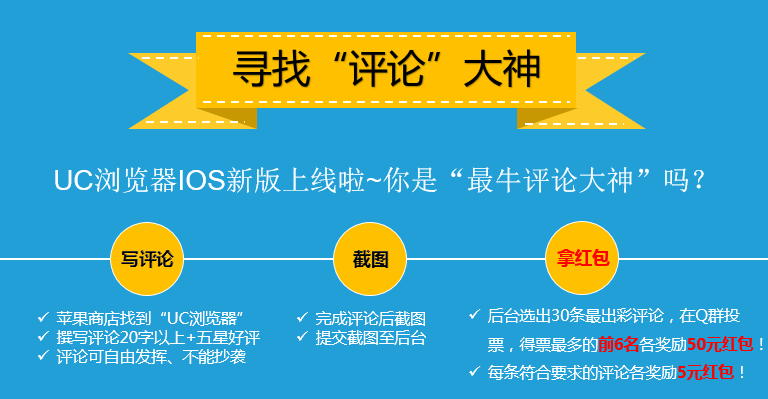 寻找“评论”大神
UC浏览器IOS新版上线啦~你是“最牛评论大神”吗？
写评论
截图
拿红包
苹果商店找到“UC浏览器”
撰写评论20字以上+五星好评
评论可自由发挥、不能抄袭
完成评论后截图
提交截图至后台
后台选出30条最出彩评论，在Q群投
票，得票最多的前6名各奖励50元红包！
每条符合要求的评论各奖励5元红包！